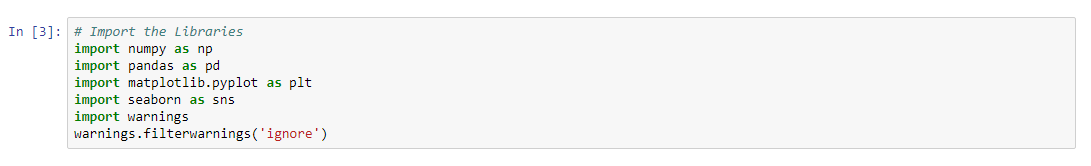 In [3]: # Import the Libraries
import numpy as np
import pandas as pd
import matplotlib.pyplot as plt
import seaborn as sns
import warnings
warnings.filterwarnings('ignore')